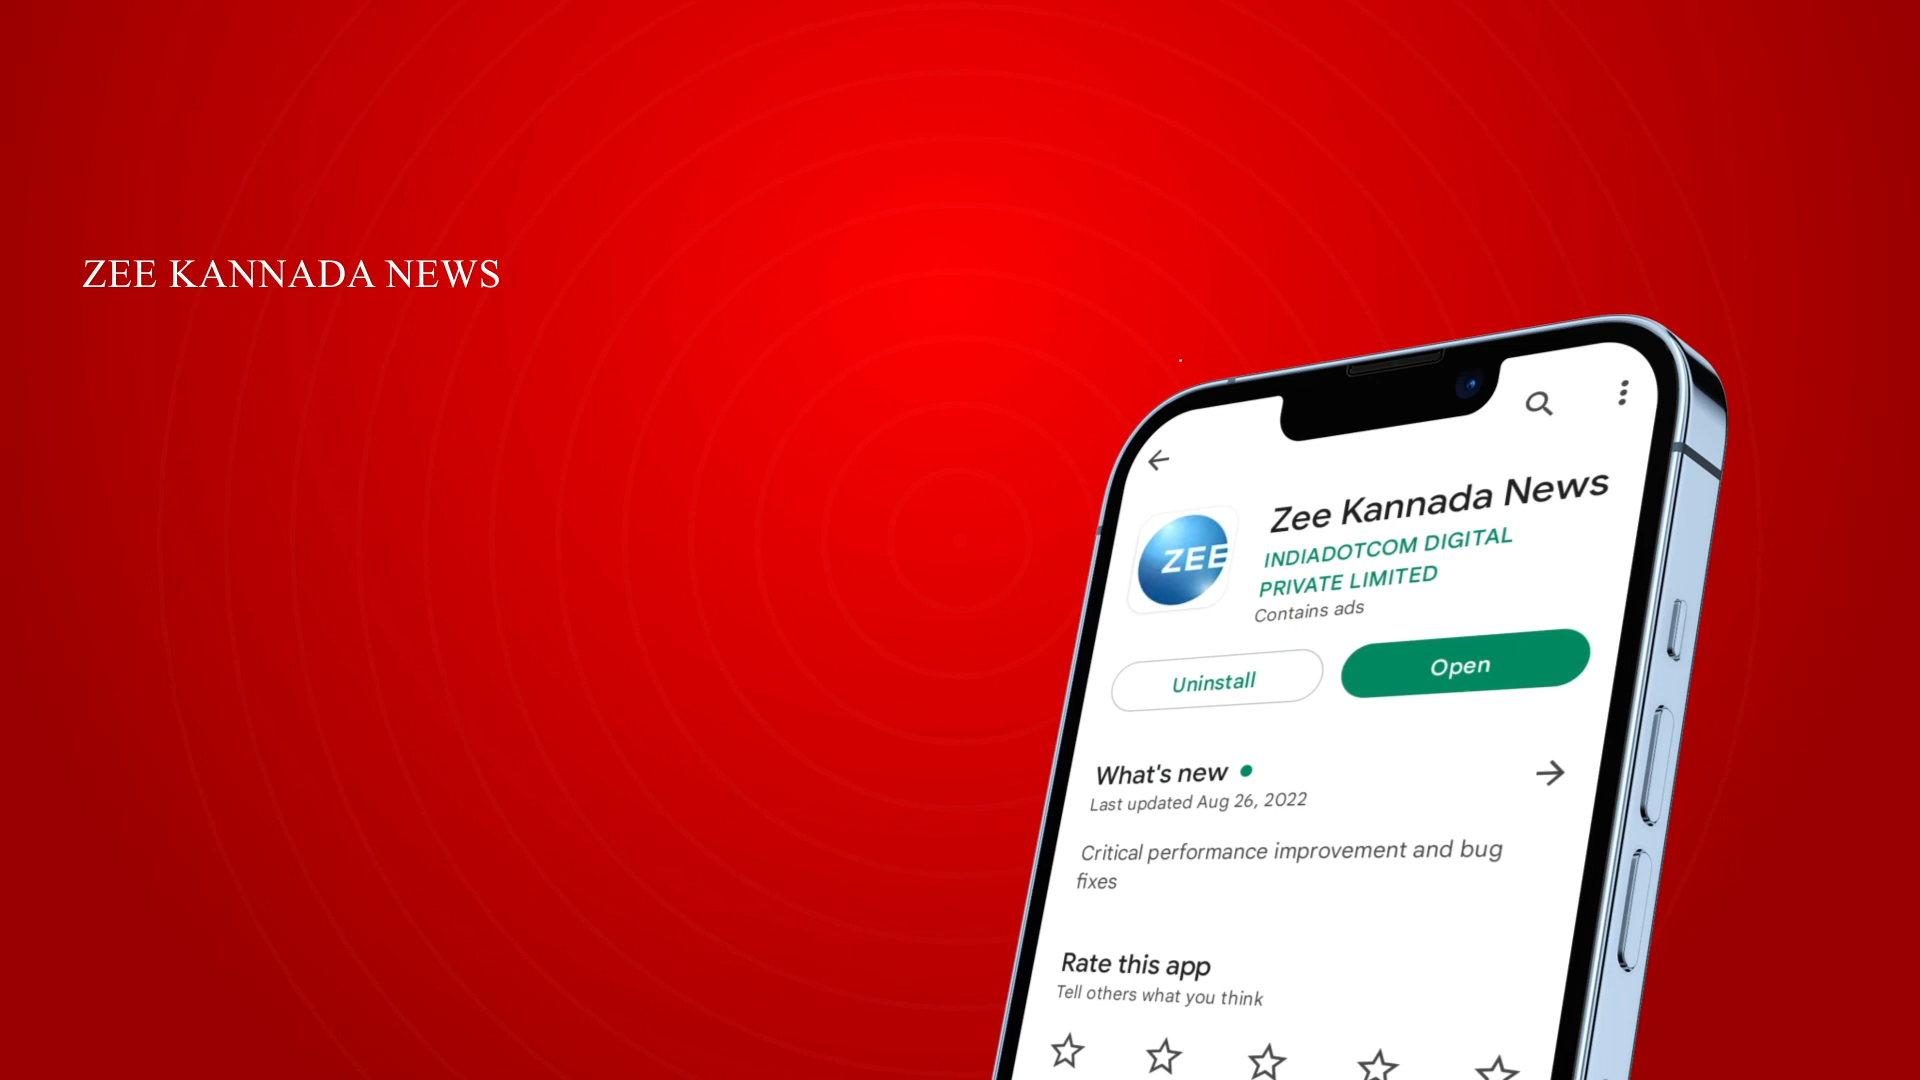 ZEE KANNADA NEWS
Zee Kannada News
ZEE
INDIADOTCOM DIGITAL
PRIVATE LIMITED
Contains ads
Uninstall
Open
What's new
Last updated Aug 26, 2022
Critical performance improvement and bug
fixes
Rate this app
Tell others what you think